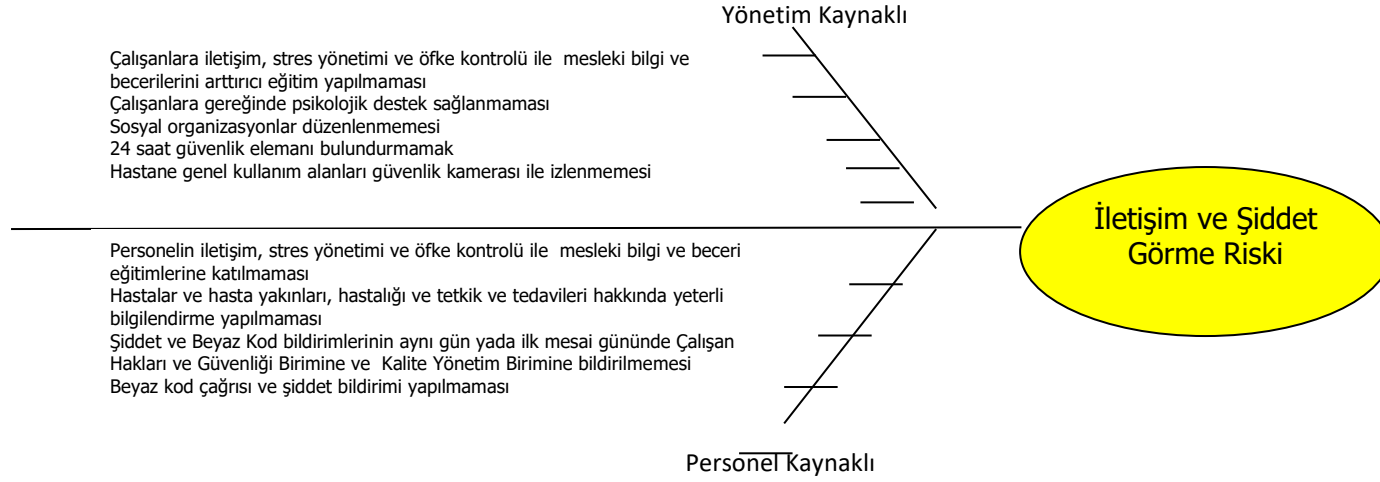 Yönetim Kaynaklı
Çalışanlara iletişim, stres yönetimi ve öfke kontrolü ile  mesleki bilgi ve
becerilerini arttırıcı eğitim yapılmaması
Çalışanlara gereğinde psikolojik destek sağlanmaması
Sosyal organizasyonlar düzenlenmemesi
24 saat güvenlik elemanı bulundurmamak
Hastane genel kullanım alanları güvenlik kamerası ile izlenmemesi
İletişim ve Şiddet
Görme Riski
Personelin iletişim, stres yönetimi ve öfke kontrolü ile  mesleki bilgi ve beceri
eğitimlerine katılmaması
Hastalar ve hasta yakınları, hastalığı ve tetkik ve tedavileri hakkında yeterli
bilgilendirme yapılmaması
Şiddet ve Beyaz Kod bildirimlerinin aynı gün yada ilk mesai gününde Çalışan
Hakları ve Güvenliği Birimine ve  Kalite Yönetim Birimine bildirilmemesi
Beyaz kod çağrısı ve şiddet bildirimi yapılmaması
Personel Kaynaklı